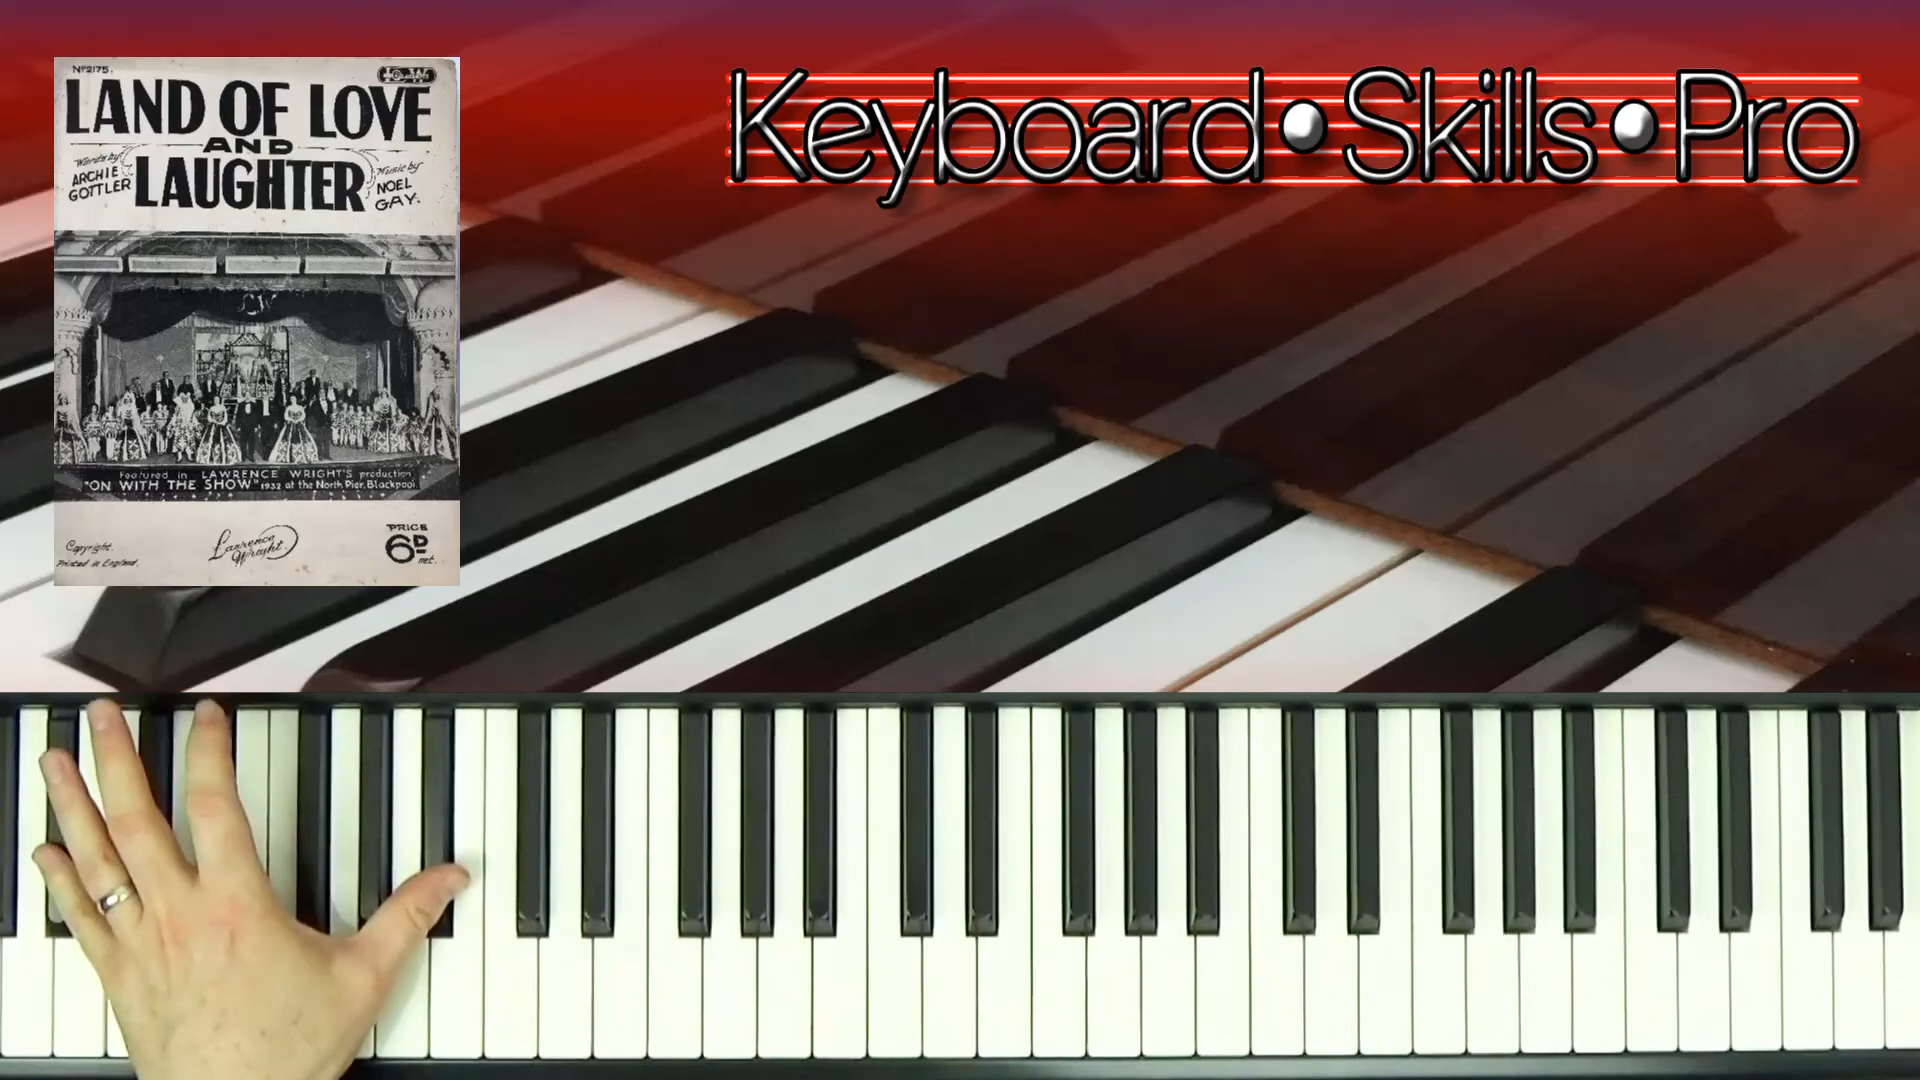 Nº2175.
LAND OF LOVE
AND
LAUGHTER
Words by
ARCHIE
GOTTLER
Music by
NOEL
GAY.
Featured in LAWRENCE WRIGHT'S production
"ON WITH THE SHOW" 1932 at the North Pier, Blackpool.
Copyright.
Printed in England.
Lawrence
Wright.
PRICE
6D
net.
Keyboard•Skills•Pro